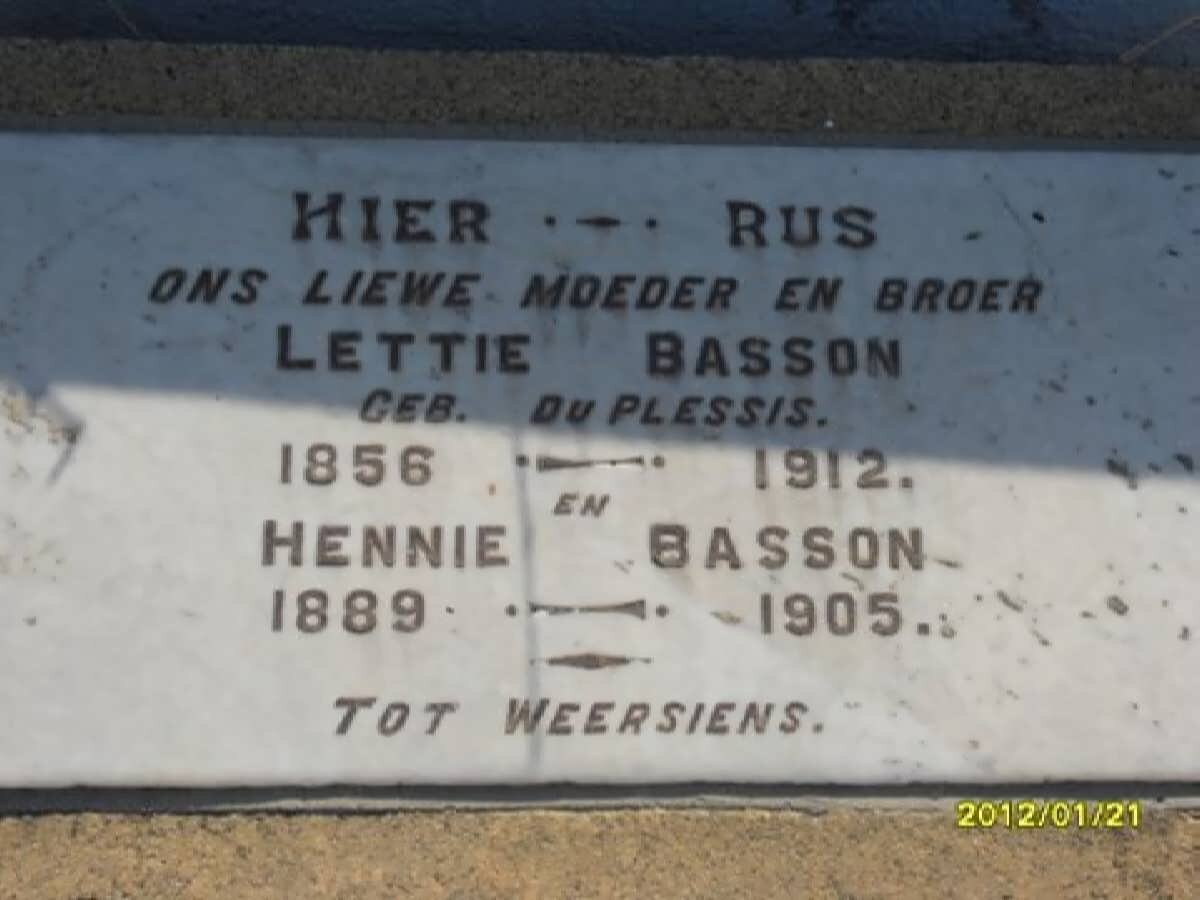 HIER RUS
ONS LIEWE MOEDER EN BROER
LETTIE BASSON
GEB. DU PLESSIS.
1856 1912.
EN
HENNIE BASSON
1889 1905.
TOT WEERSIENS.
2012/01/21